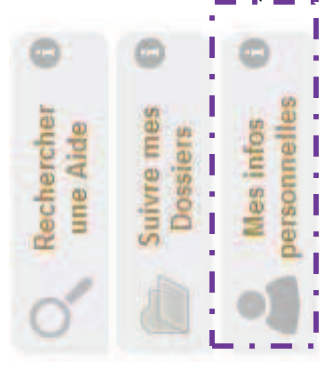 Rechercher
une Aide
Suivre mes
Dossiers
Mes infos
personnelles